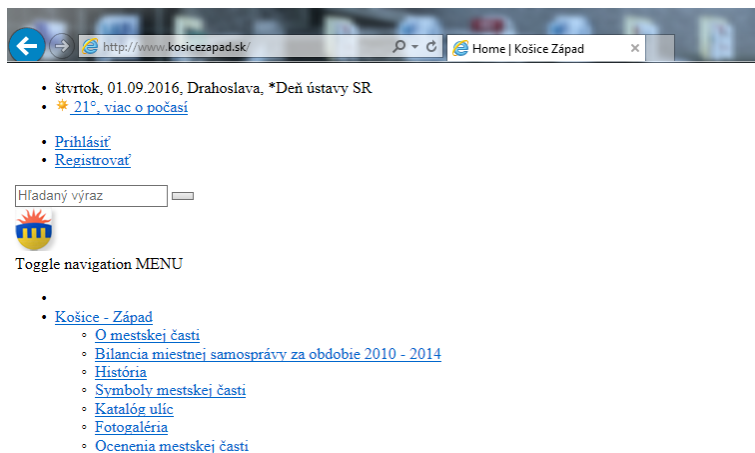 http://www.kosicezapad.sk/
Home | Košice Západ
štvrtok, 01.09.2016, Drahoslava, *Deň ústavy SR
21°, viac o počasí
Prihlásiť
Registrovať
Hľadaný výraz
Toggle navigation MENU
Košice - Západ
O mestskej časti
Bilancia miestnej samosprávy za obdobie 2010 - 2014
História
Symboly mestskej časti
Katalóg ulíc
Fotogaléria
Ocenenia mestskej časti